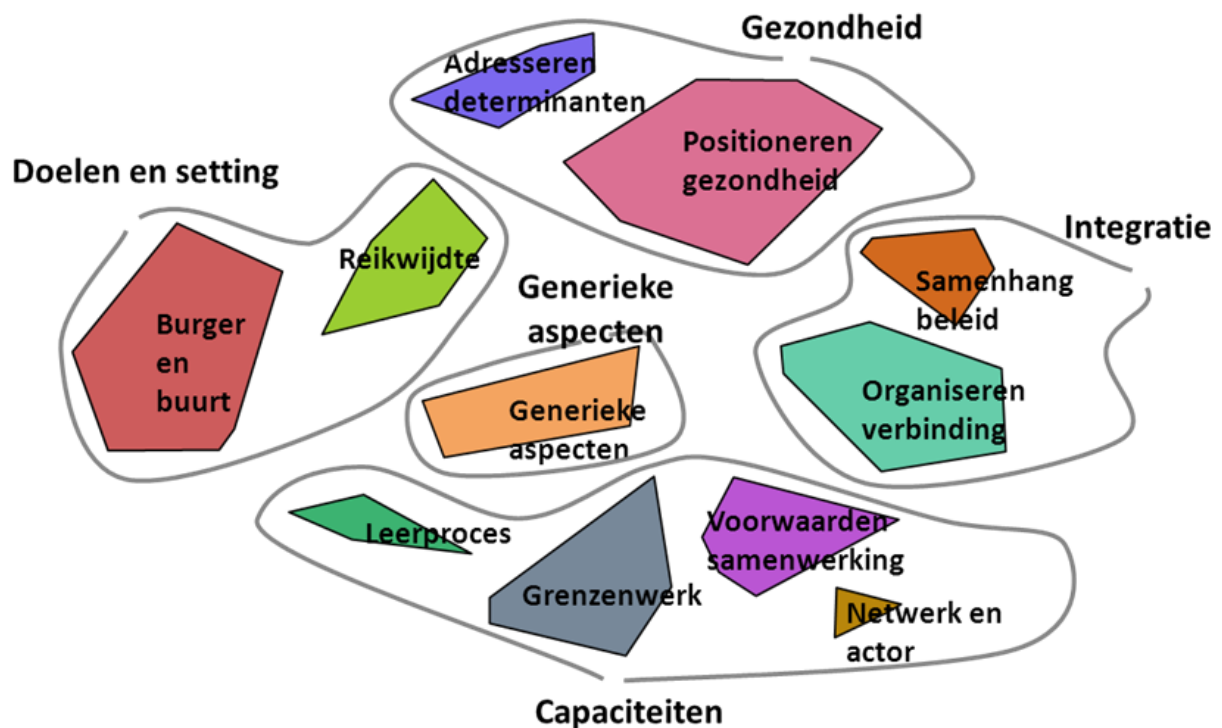 Gezondheid
Adresseren
determinanten
Positioneren
gezondheid
Doelen en setting
Reikwijdte
Burger
en
buurt
Integratie
Samenhang
beleid
Organiseren
verbinding
Generieke
aspecten
Generieke
aspecten
Leerproces
Grenzenwerk
Voorwaarden
samenwerking
Netwerk en
actor
Capaciteiten